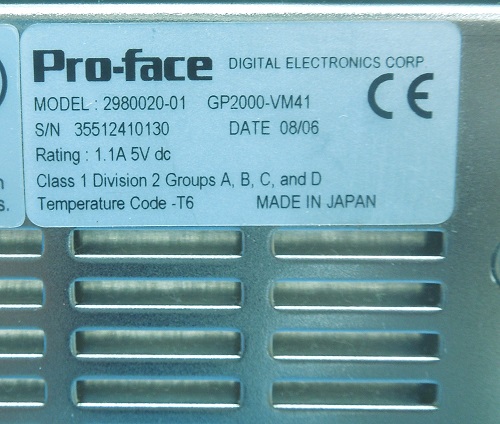 Pro-face DIGITAL ELECTRONICS CORP
MODEL : 2980020-01 GP2000-VM41
CE
S/N 35512410130 DATE 08/06
Rating : 1.1A 5V dc
Class 1 Division 2 Groups A, B, C, and D
Temperature Code -T6 MADE IN JAPAN